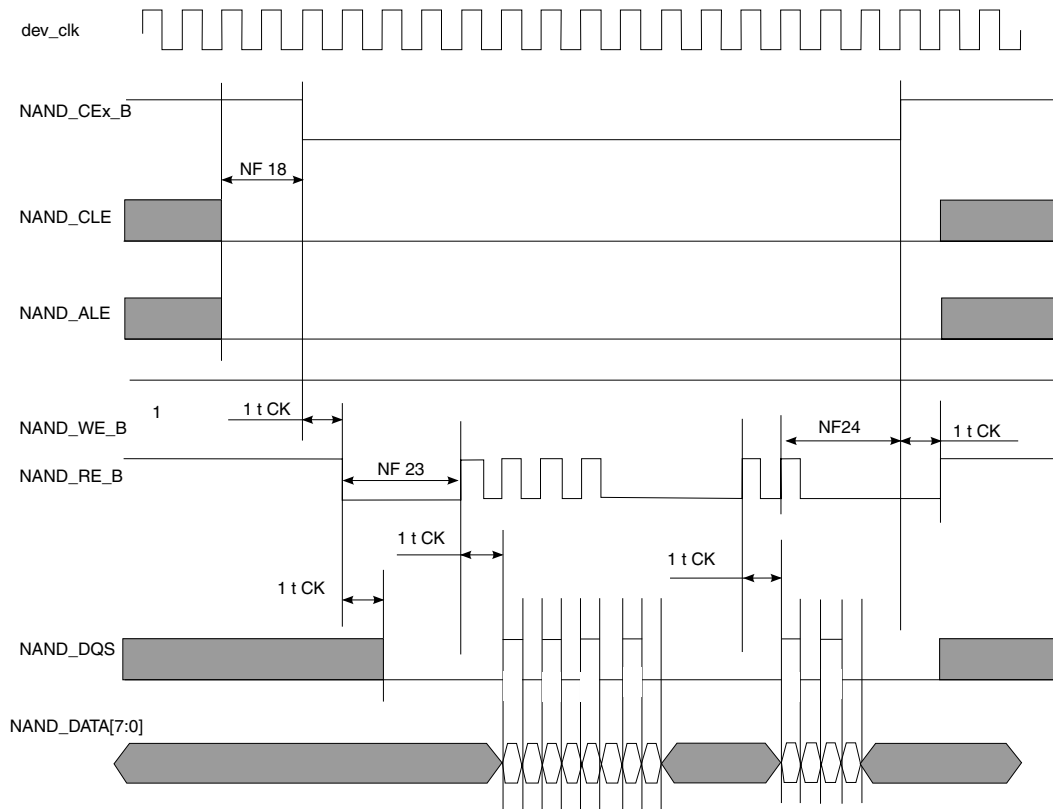 dev_clk
NAND_CEx_B
NF 18
NAND_CLE
NAND_ALE
1
1 t CK
NAND_WE_B
NF24
1 t CK
NAND_RE_B
NF 23
1 t CK
1 t CK
1 t CK
NAND_DQS
NAND_DATA[7:0]